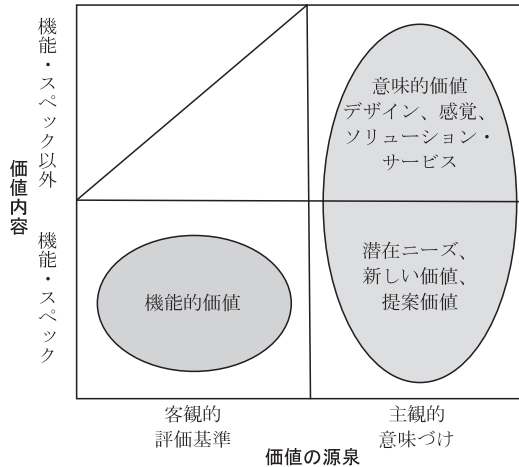 価値内容
機能・スペック以外
機能・スペック
意味的価値
デザイン、感覚、
ソリューション・
サービス
機能的価値
潜在ニーズ、
新しい価値、
提案価値
客観的
評価基準
主観的
意味づけ
価値の源泉